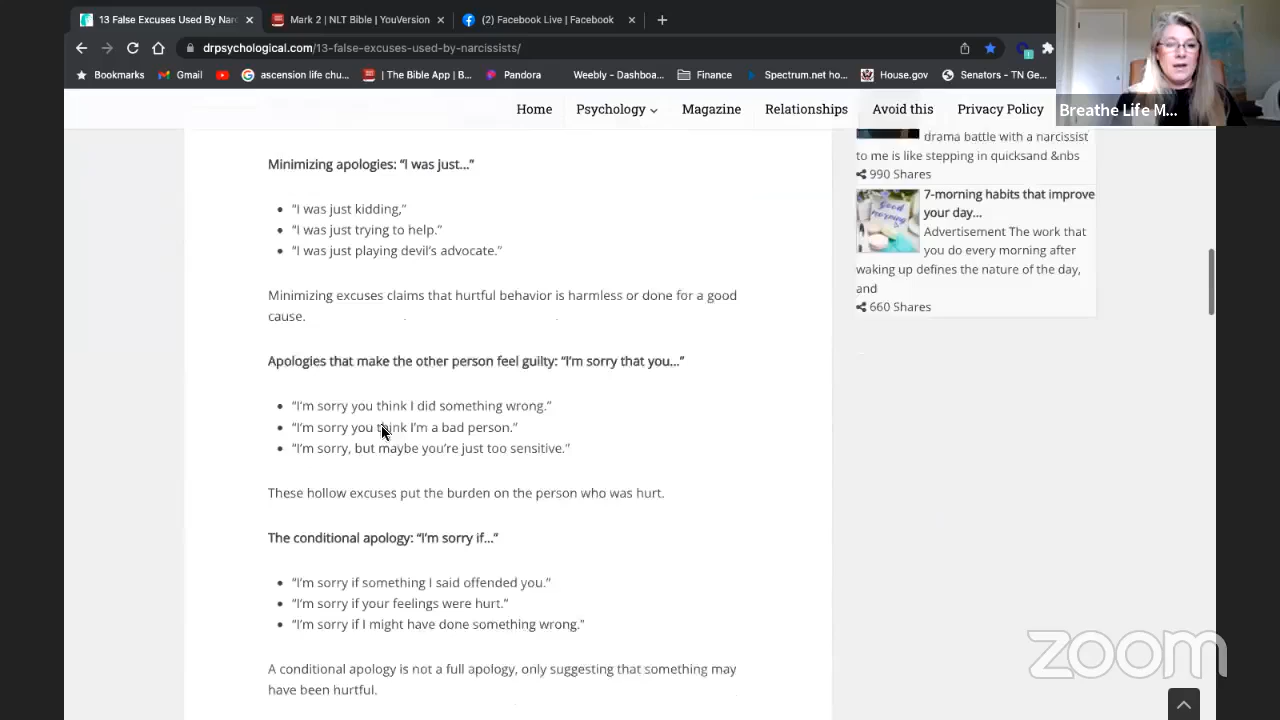 13 False Excuses Used By Nar
Mark 2 | NLT Bible | YouVersion
(2) Facebook Live | Facebook
drpsychological.com/13-false-excuses-used-by-narcissists/
Bookmarks
Gmail
ascension life chu...
| The Bible App | B...
Pandora
Weebly - Dashboa...
Finance
Spectrum.net ho...
House.gov
Senators - TN Ge...
Breathe Life M...
Home
Psychology
Magazine
Relationships
Avoid this
Privacy Policy
Minimizing apologies: “I was just...”
“I was just kidding,”
“I was just trying to help.”
“I was just playing devil’s advocate.”
Minimizing excuses claims that hurtful behavior is harmless or done for a good
cause.
Apologies that make the other person feel guilty: “I’m sorry that you...”
“I’m sorry you think I did something wrong.”
“I’m sorry you think I’m a bad person.”
“I’m sorry, but maybe you’re just too sensitive.”
These hollow excuses put the burden on the person who was hurt.
The conditional apology: “I’m sorry if...”
“I’m sorry if something I said offended you.”
“I’m sorry if your feelings were hurt.“
“I’m sorry if I might have done something wrong.”
A conditional apology is not a full apology, only suggesting that something may
have been hurtful.
drama battle with a narcissist
to me is like stepping in quicksand &nbs
990 Shares
Good morning
7-morning habits that improve
your day...
Advertisement The work that
you do every morning after
waking up defines the nature of the day,
and
660 Shares
zoom